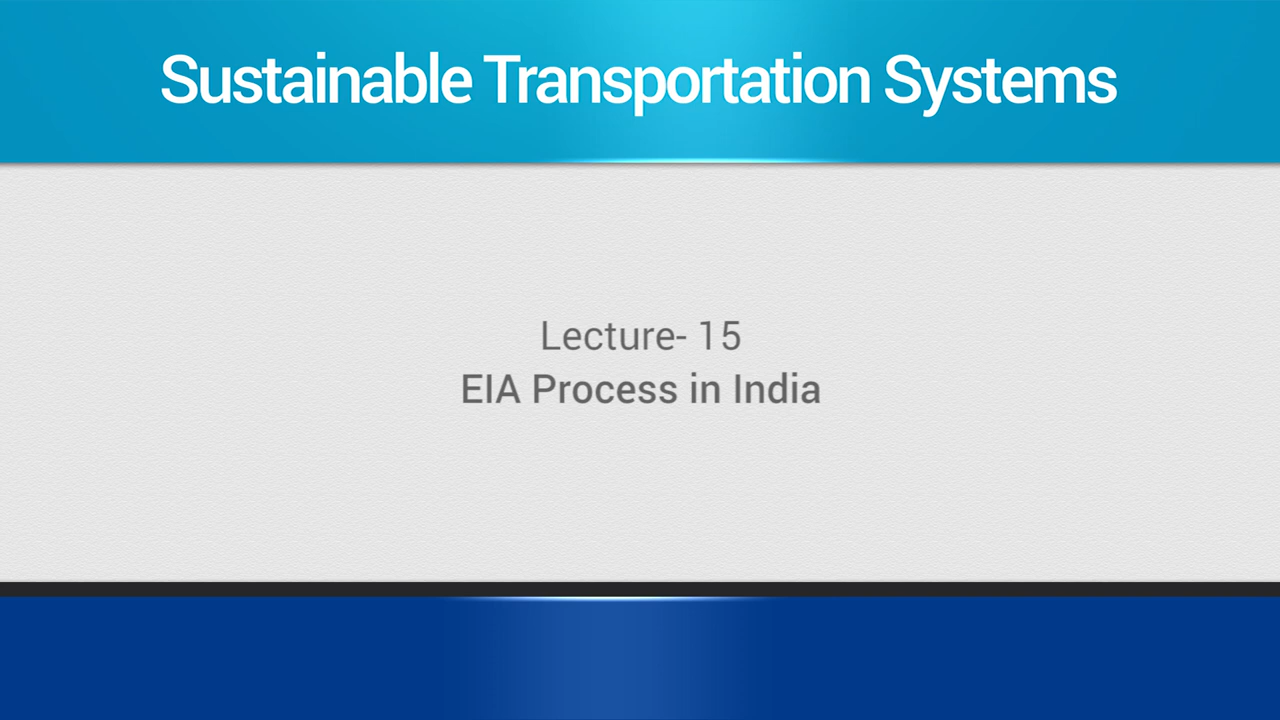 Sustainable Transportation Systems
Lecture- 15
EIA Process in India